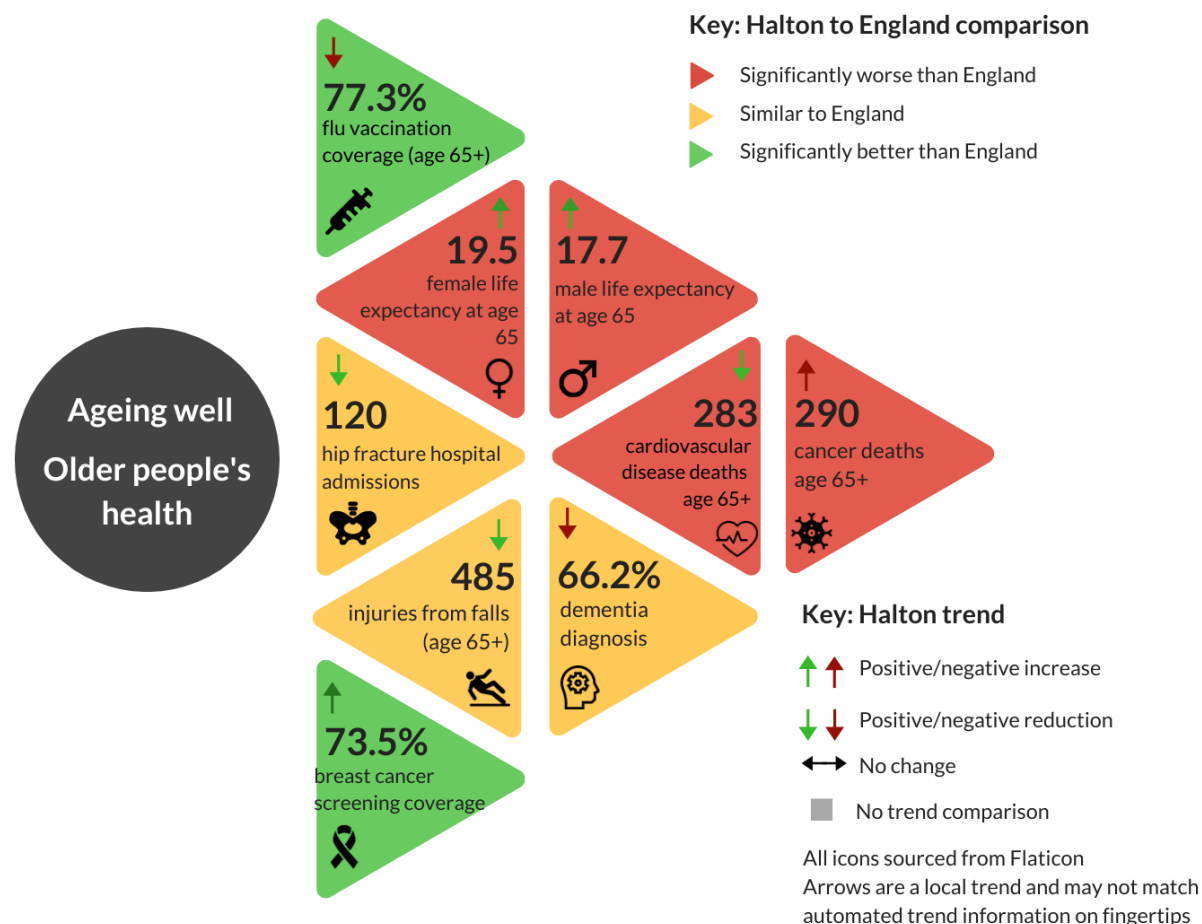 Key: Halton to England comparison
Significantly worse than England
Similar to England
Significantly better than England
77.3%
flu vaccination
coverage (age 65+)
19.5
female life
expectancy at age
65
17.7
male life expectancy
at age 65
Ageing well
Older people's
health
120
hip fracture hospital
admissions
283
cardiovascular
disease deaths
age 65+
290
cancer deaths
age 65+
485
injuries from falls
(age 65+)
66.2%
dementia
diagnosis
73.5%
breast cancer
screening coverage
Key: Halton trend
Positive/negative increase
Positive/negative reduction
No change
No trend comparison
All icons sourced from Flaticon
Arrows are a local trend and may not match
automated trend information on fingertips